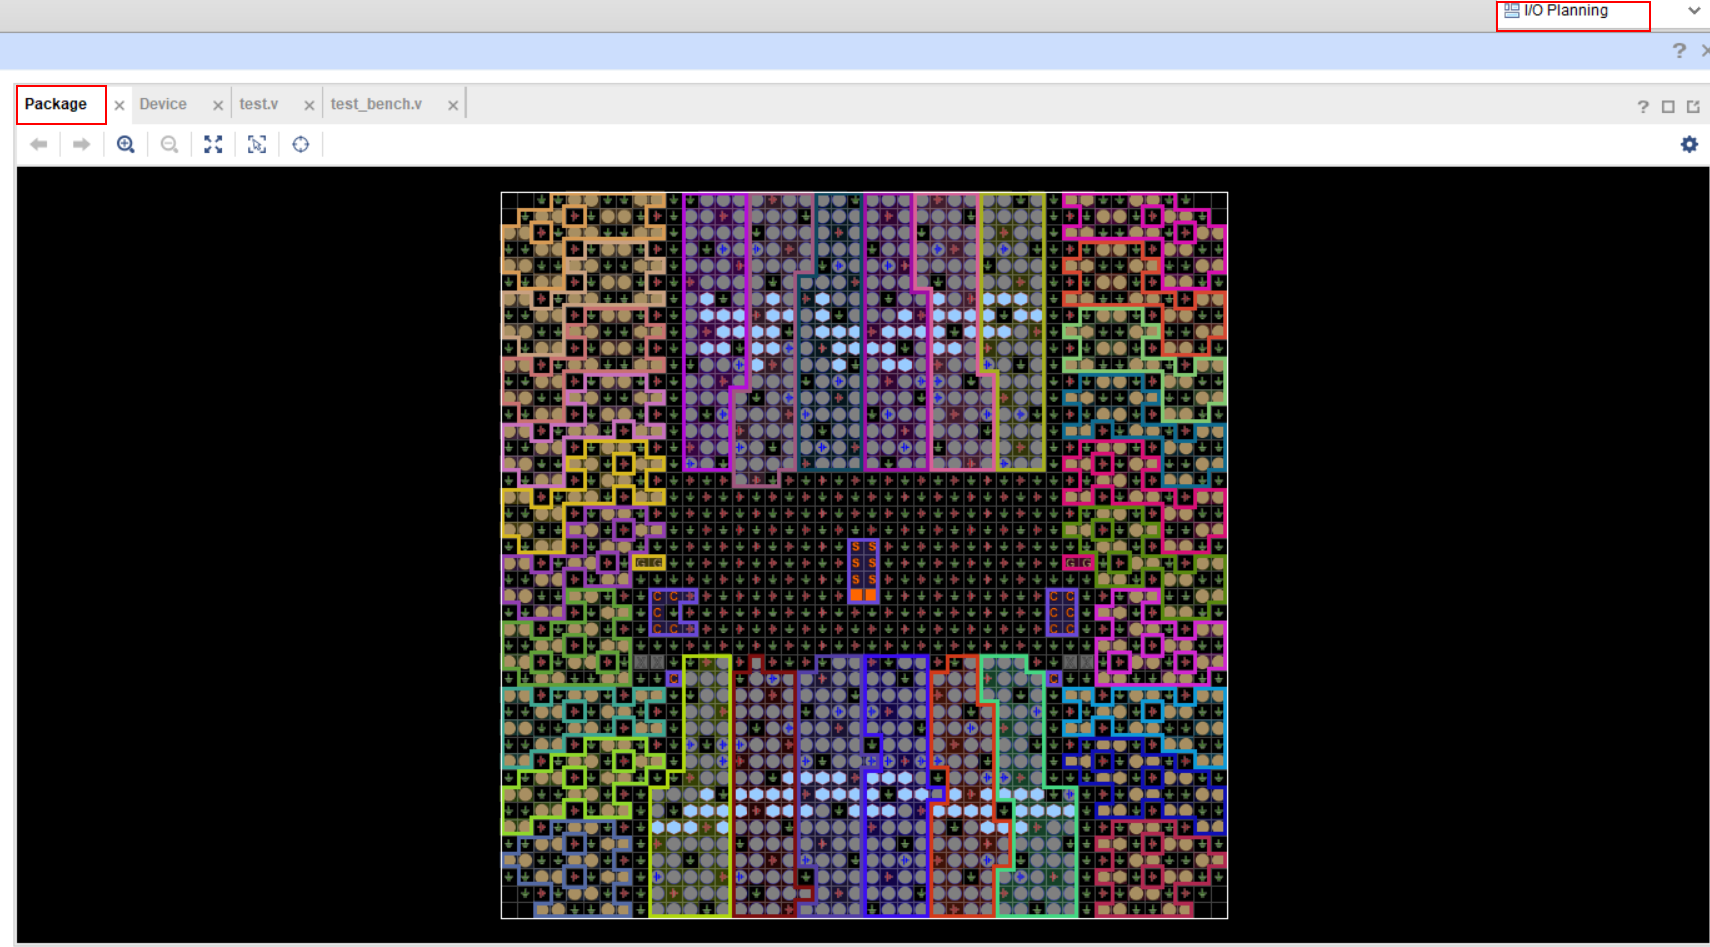 I/O Planning
?
Package Device test.v test_bench.v
?
S S
S S
S S
G G
G G
C C C C
C C C
C C C C
C C